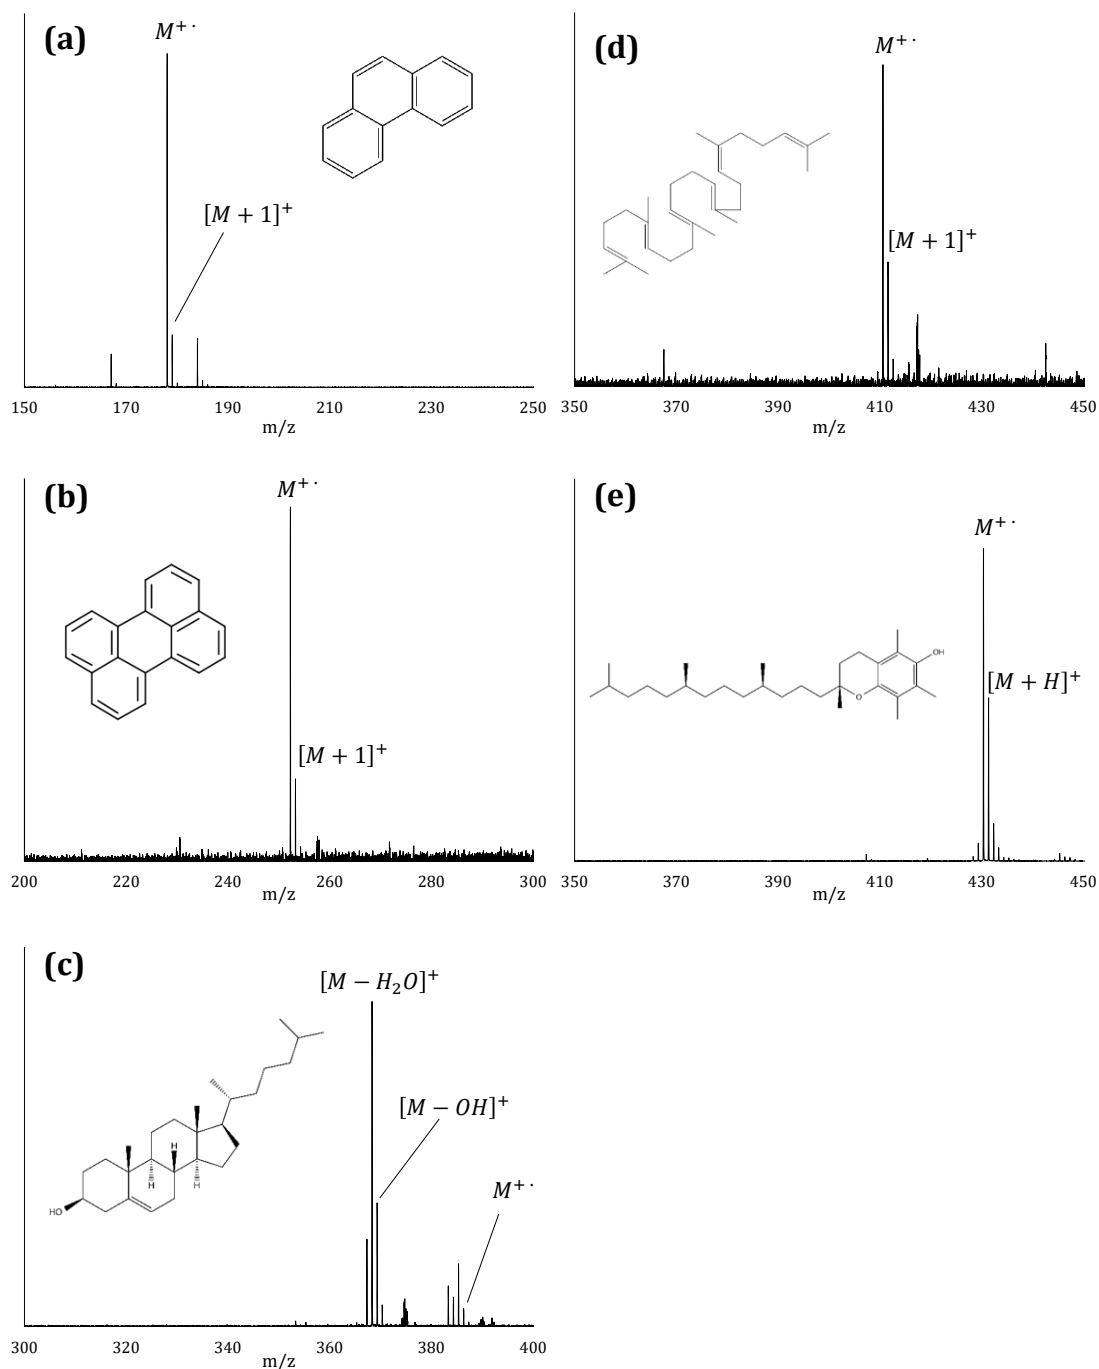 (a)
M⁺˙
[M + 1]⁺
150 170 190 210 230 250
m/z
(d)
M⁺˙
[M + 1]⁺
350 370 390 410 430 450
m/z
(b)
M⁺˙
[M + 1]⁺
200 220 240 260 280 300
m/z
(e)
M⁺˙
[M + H]⁺
OH
O
350 370 390 410 430 450
m/z
(c)
[M − H₂O]⁺
[M − OH]⁺
M⁺˙
H
H
H
HO
300 320 340 360 380 400
m/z